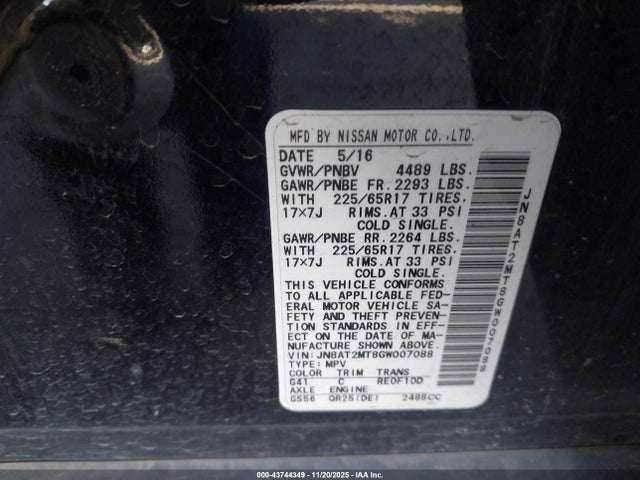 MFD BY NISSAN MOTOR CO.,LTD.
DATE 5/16
GVWR/PNBV 4489 LBS.
GAWR/PNBE FR. 2293 LBS.
WITH 225/65R17 TIRES.
17×7J RIMS.AT 33 PSI
COLD SINGLE.
GAWR/PNBE RR. 2264 LBS.
WITH 225/65R17 TIRES.
17×7J RIMS.AT 33 PSI
COLD SINGLE.
THIS VEHICLE CONFORMS
TO ALL APPLICABLE FED-
ERAL MOTOR VEHICLE SA-
FETY AND THEFT PREVEN-
TION STANDARDS IN EFF-
ECT ON THE DATE OF MA-
NUFACTURE SHOWN ABOVE.
VIN:JN8AT2MT8GW007088
TYPE:MPV
COLOR TRIM TRANS
G41 C RE0F10D
AXLE ENGINE
GS56 QR25(DE) 2488CC
JN8AT2MT8GW007088
000-43744349 - 11/20/2025 - IAA Inc.